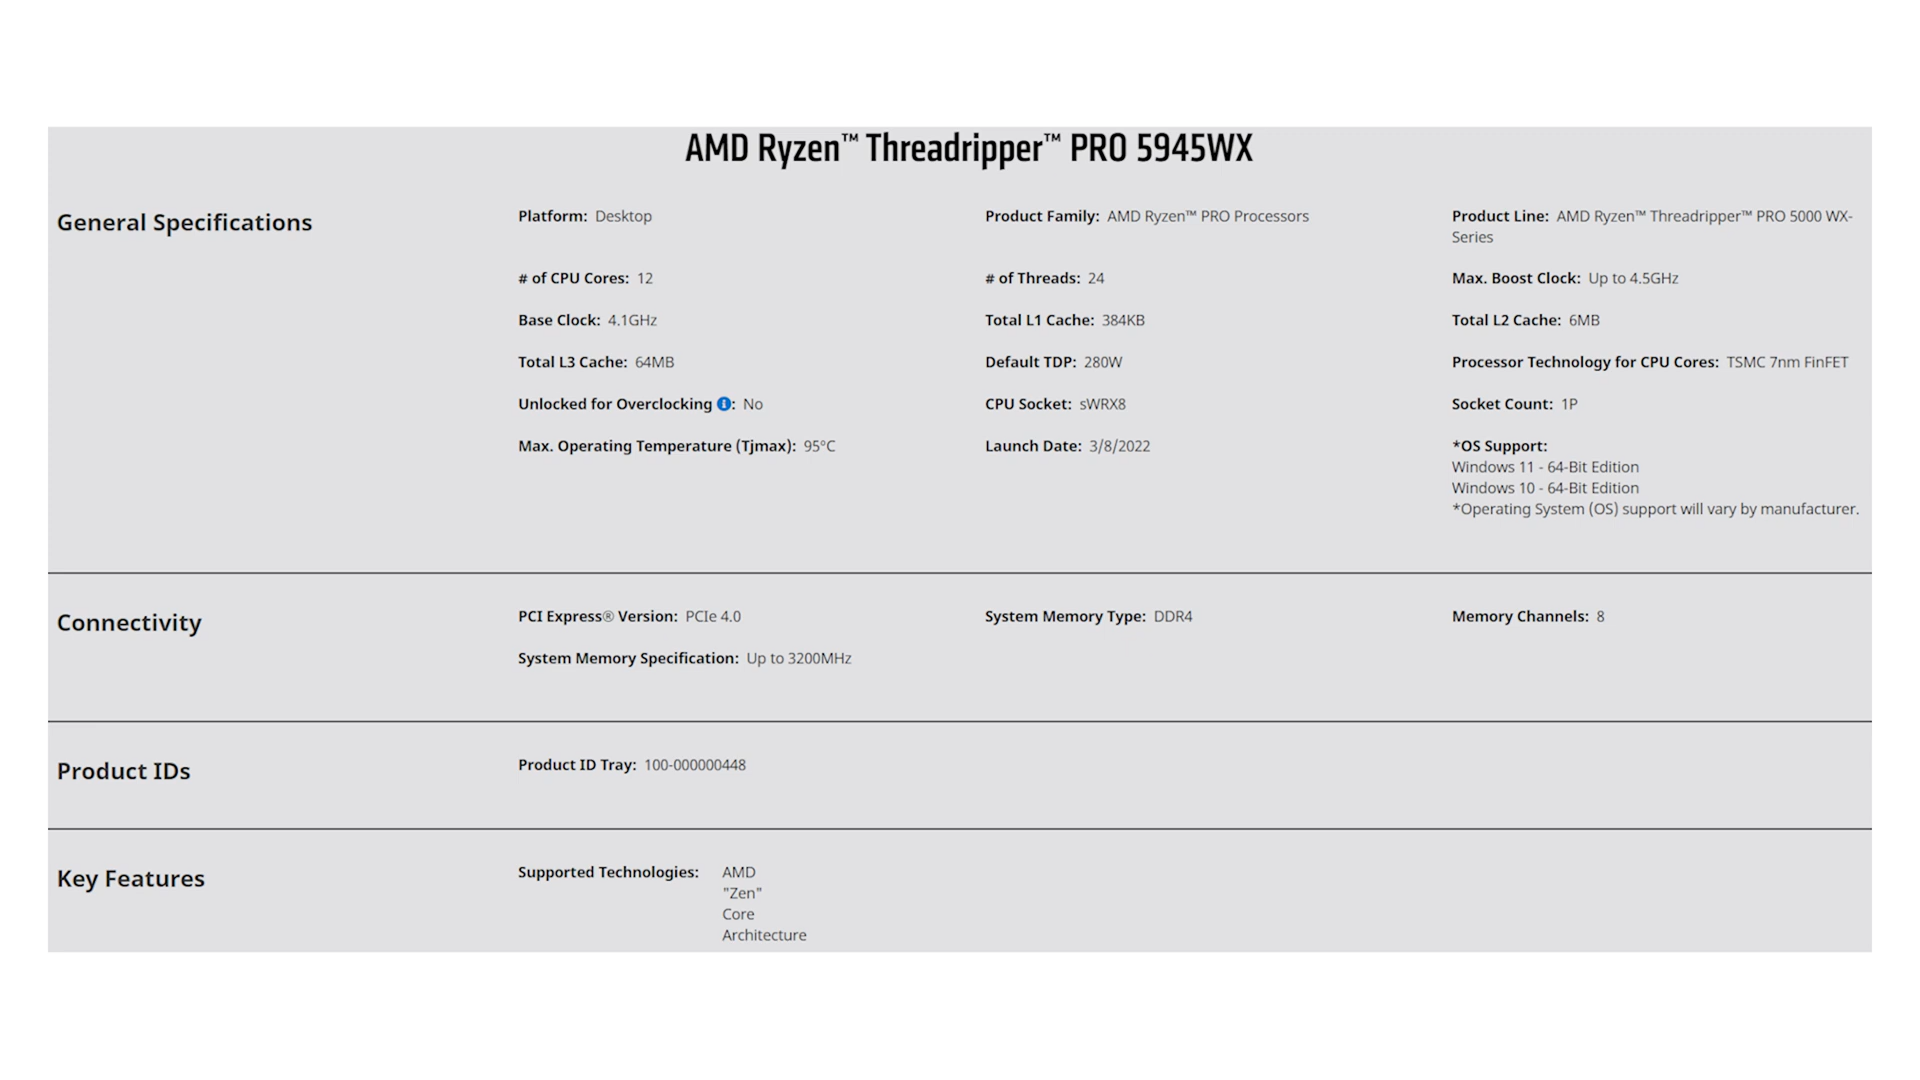 AMD Ryzen™ Threadripper™ PRO 5945WX
General Specifications
Platform: Desktop
Product Family: AMD Ryzen™ PRO Processors
Product Line: AMD Ryzen™ Threadripper™ PRO 5000 WX-
Series
# of CPU Cores: 12
# of Threads: 24
Max. Boost Clock: Up to 4.5GHz
Base Clock: 4.1GHz
Total L1 Cache: 384KB
Total L2 Cache: 6MB
Total L3 Cache: 64MB
Default TDP: 280W
Processor Technology for CPU Cores: TSMC 7nm FinFET
Unlocked for Overclocking i: No
CPU Socket: sWRX8
Socket Count: 1P
Max. Operating Temperature (Tjmax): 95°C
Launch Date: 3/8/2022
*OS Support:
Windows 11 - 64-Bit Edition
Windows 10 - 64-Bit Edition
*Operating System (OS) support will vary by manufacturer.
Connectivity
PCI Express® Version: PCIe 4.0
System Memory Type: DDR4
Memory Channels: 8
System Memory Specification: Up to 3200MHz
Product IDs
Product ID Tray: 100-000000448
Key Features
Supported Technologies: AMD
"Zen"
Core
Architecture